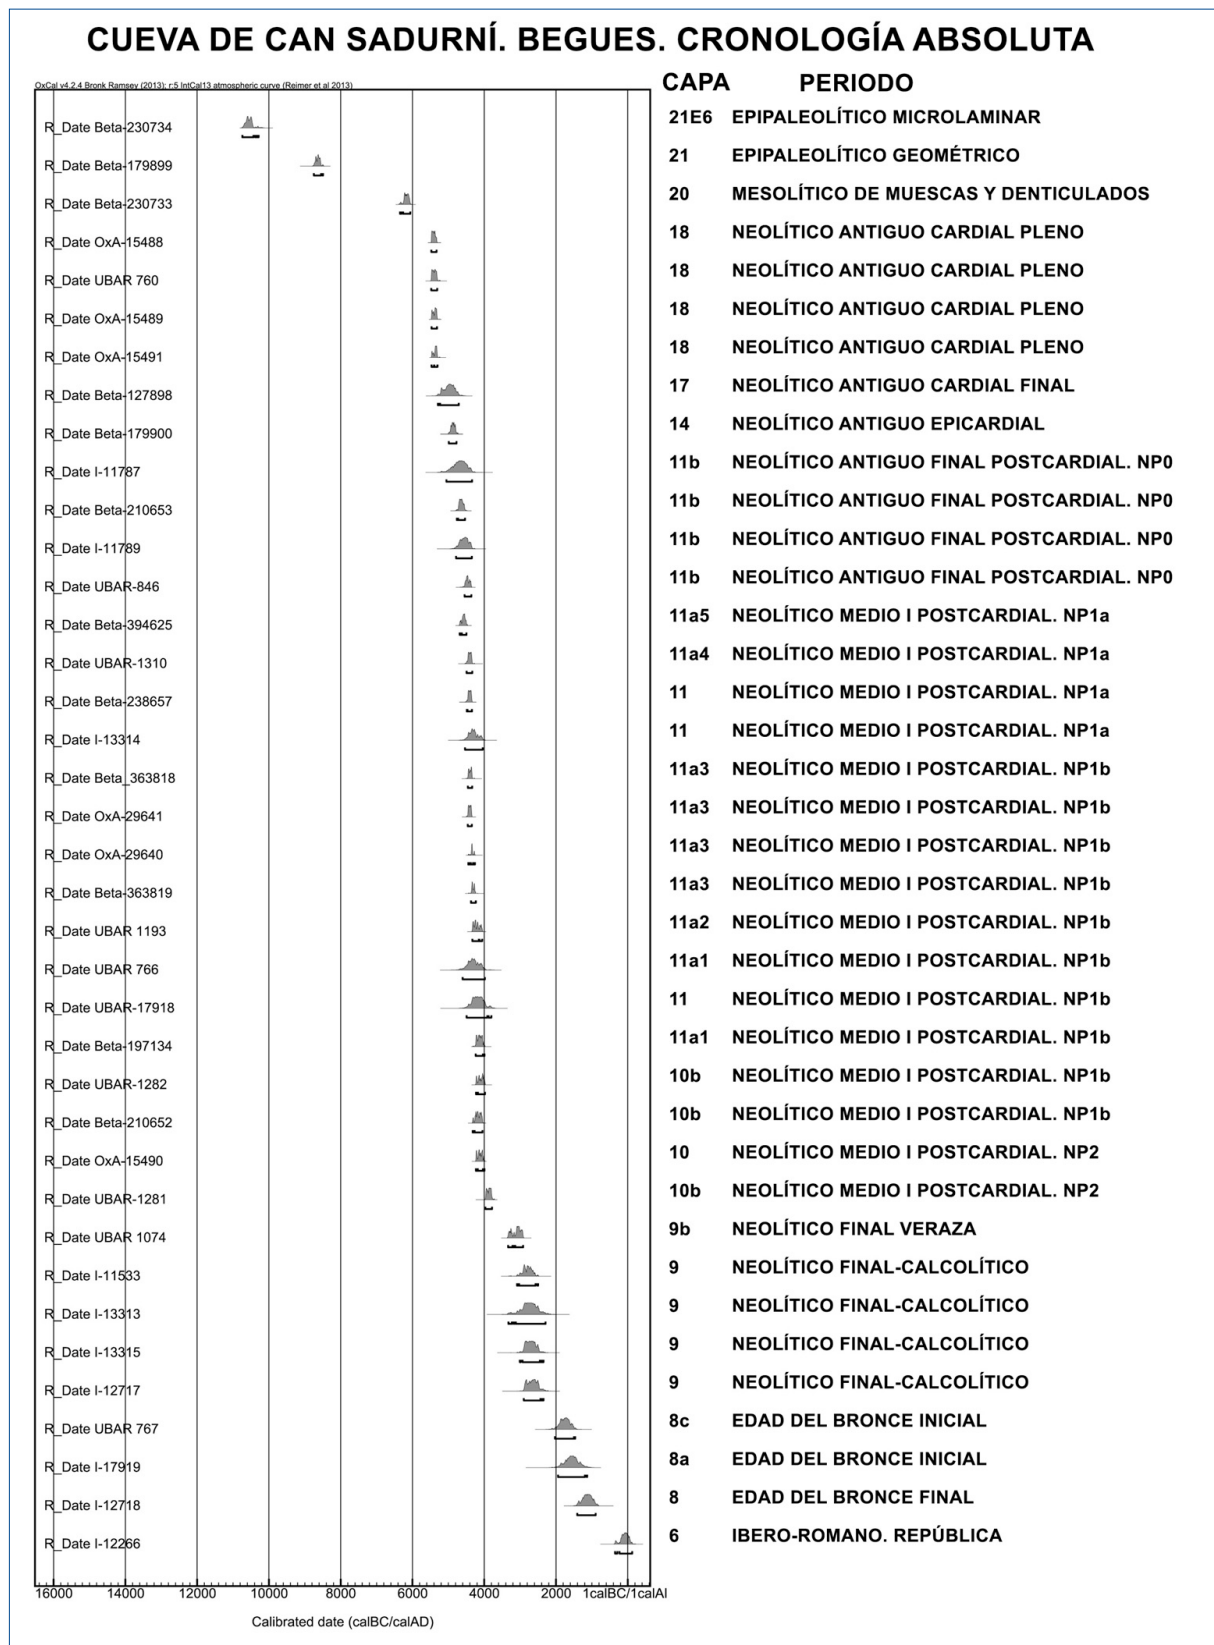 CUEVA DE CAN SADURNÍ. BEGUES. CRONOLOGÍA ABSOLUTA
CAPA PERIODO
OxCal v4.2.4 Bronk Ramsey (2013); r:5 IntCal13 atmospheric curve (Reimer et al 2013)
R_Date Beta-230734 21E6 EPIPALEOLÍTICO MICROLAMINAR
R_Date Beta-179899 21 EPIPALEOLÍTICO GEOMÉTRICO
R_Date Beta-230733 20 MESOLÍTICO DE MUESCAS Y DENTICULADOS
R_Date OxA-15488 18 NEOLÍTICO ANTIGUO CARDIAL PLENO
R_Date UBAR 760 18 NEOLÍTICO ANTIGUO CARDIAL PLENO
R_Date OxA-15489 18 NEOLÍTICO ANTIGUO CARDIAL PLENO
R_Date OxA-15491 18 NEOLÍTICO ANTIGUO CARDIAL PLENO
R_Date Beta-127898 17 NEOLÍTICO ANTIGUO CARDIAL FINAL
R_Date Beta-179900 14 NEOLÍTICO ANTIGUO EPICARDIAL
R_Date I-11787 11b NEOLÍTICO ANTIGUO FINAL POSTCARDIAL. NP0
R_Date Beta-210653 11b NEOLÍTICO ANTIGUO FINAL POSTCARDIAL. NP0
R_Date I-11789 11b NEOLÍTICO ANTIGUO FINAL POSTCARDIAL. NP0
R_Date UBAR-846 11b NEOLÍTICO ANTIGUO FINAL POSTCARDIAL. NP0
R_Date Beta-394625 11a5 NEOLÍTICO MEDIO I POSTCARDIAL. NP1a
R_Date UBAR-1310 11a4 NEOLÍTICO MEDIO I POSTCARDIAL. NP1a
R_Date Beta-238657 11 NEOLÍTICO MEDIO I POSTCARDIAL. NP1a
R_Date I-13314 11 NEOLÍTICO MEDIO I POSTCARDIAL. NP1a
R_Date Beta_363818 11a3 NEOLÍTICO MEDIO I POSTCARDIAL. NP1b
R_Date OxA-29641 11a3 NEOLÍTICO MEDIO I POSTCARDIAL. NP1b
R_Date OxA-29640 11a3 NEOLÍTICO MEDIO I POSTCARDIAL. NP1b
R_Date Beta-363819 11a3 NEOLÍTICO MEDIO I POSTCARDIAL. NP1b
R_Date UBAR 1193 11a2 NEOLÍTICO MEDIO I POSTCARDIAL. NP1b
R_Date UBAR 766 11a1 NEOLÍTICO MEDIO I POSTCARDIAL. NP1b
R_Date UBAR-17918 11 NEOLÍTICO MEDIO I POSTCARDIAL. NP1b
R_Date Beta-197134 11a1 NEOLÍTICO MEDIO I POSTCARDIAL. NP1b
R_Date UBAR-1282 10b NEOLÍTICO MEDIO I POSTCARDIAL. NP1b
R_Date Beta-210652 10b NEOLÍTICO MEDIO I POSTCARDIAL. NP1b
R_Date OxA-15490 10 NEOLÍTICO MEDIO I POSTCARDIAL. NP2
R_Date UBAR-1281 10b NEOLÍTICO MEDIO I POSTCARDIAL. NP2
R_Date UBAR 1074 9b NEOLÍTICO FINAL VERAZA
R_Date I-11533 9 NEOLÍTICO FINAL-CALCOLÍTICO
R_Date I-13313 9 NEOLÍTICO FINAL-CALCOLÍTICO
R_Date I-13315 9 NEOLÍTICO FINAL-CALCOLÍTICO
R_Date I-12717 9 NEOLÍTICO FINAL-CALCOLÍTICO
R_Date UBAR 767 8c EDAD DEL BRONCE INICIAL
R_Date I-17919 8a EDAD DEL BRONCE INICIAL
R_Date I-12718 8 EDAD DEL BRONCE FINAL
R_Date I-12266 6 IBERO-ROMANO. REPÚBLICA
16000 14000 12000 10000 8000 6000 4000 2000 1calBC/1calAI
Calibrated date (calBC/calAD)